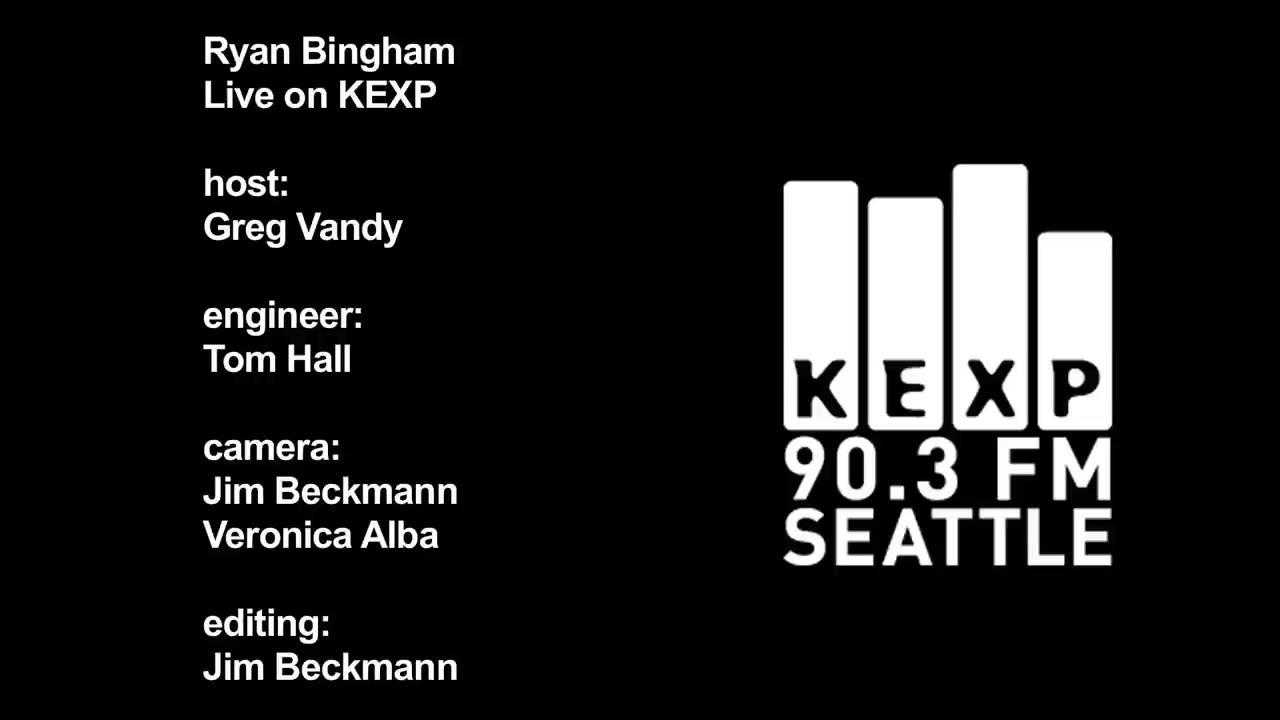 Ryan Bingham
Live on KEXP
host:
Greg Vandy
engineer:
Tom Hall
camera:
Jim Beckmann
Veronica Alba
editing:
Jim Beckmann
KEXP
90.3 FM
SEATTLE